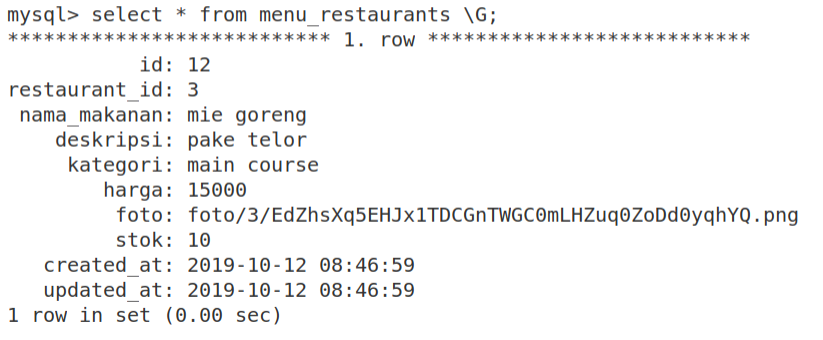 mysql> select * from menu_restaurants \G;
*************************** 1. row ***************************
id: 12
restaurant_id: 3
nama_makanan: mie goreng
deskripsi: pake telor
kategori: main course
harga: 15000
foto: foto/3/EdZhsXq5EHJx1TDCGnTWGC0mLHZuq0ZoDd0yqhYQ.png
stok: 10
created_at: 2019-10-12 08:46:59
updated_at: 2019-10-12 08:46:59
1 row in set (0.00 sec)